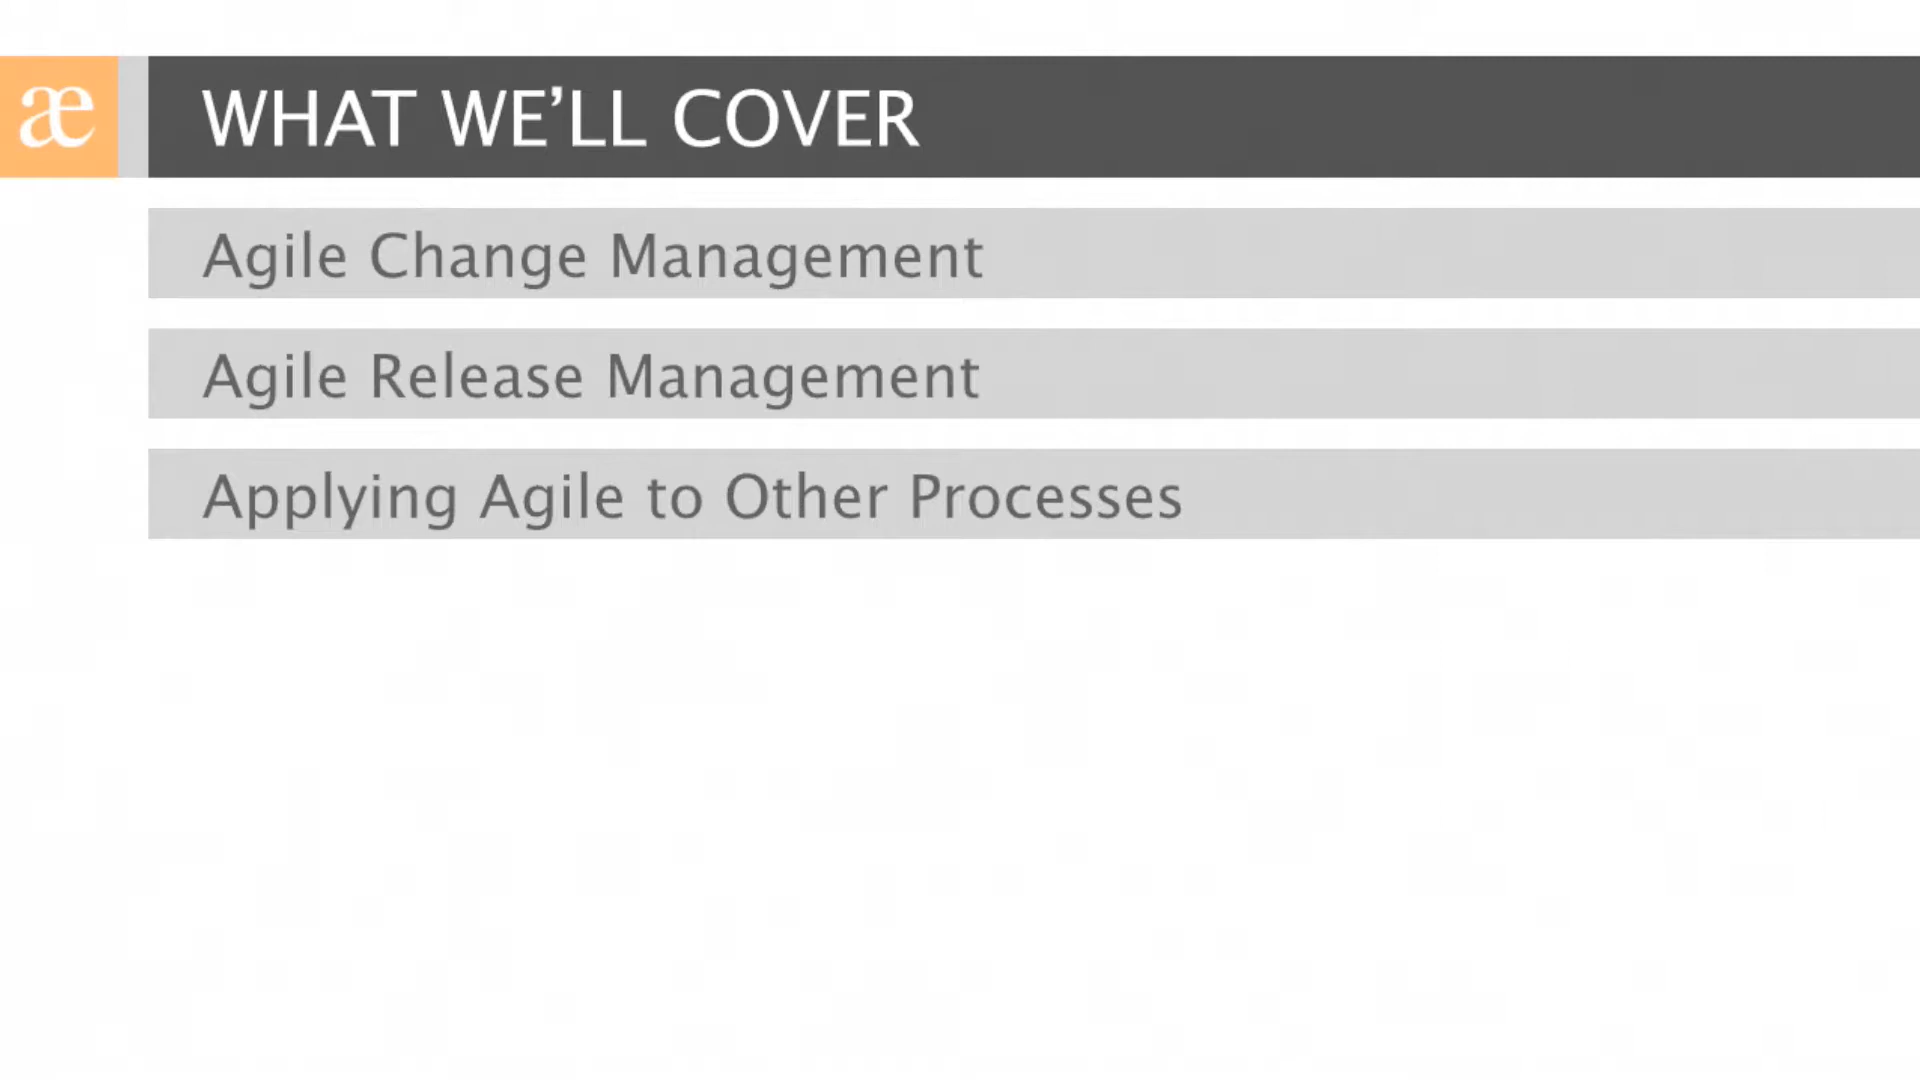 æ WHAT WE’LL COVER
Agile Change Management
Agile Release Management
Applying Agile to Other Processes